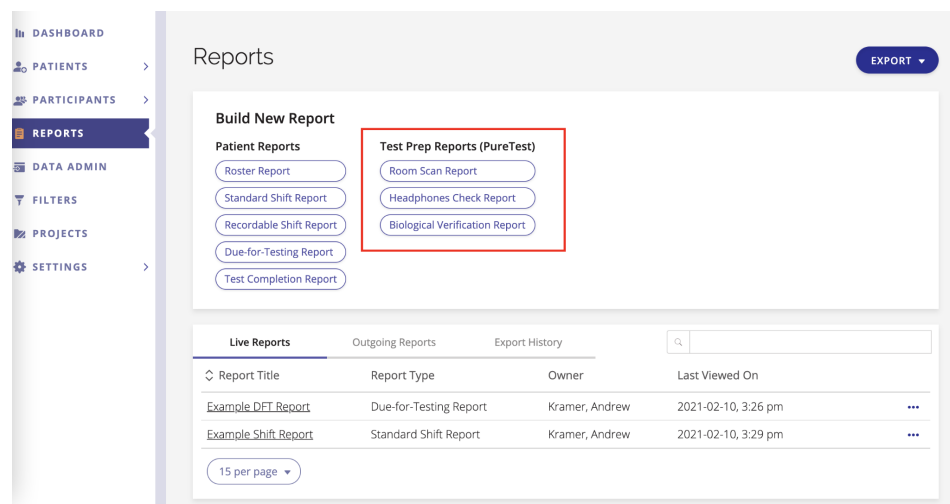 DASHBOARD
PATIENTS
PARTICIPANTS
REPORTS
DATA ADMIN
FILTERS
PROJECTS
SETTINGS
Reports
EXPORT
Build New Report
Patient Reports
Roster Report
Standard Shift Report
Recordable Shift Report
Due-for-Testing Report
Test Completion Report
Test Prep Reports (PureTest)
Room Scan Report
Headphones Check Report
Biological Verification Report
Live Reports Outgoing Reports Export History
Report Title Report Type Owner Last Viewed On
Example DFT Report Due-for-Testing Report Kramer, Andrew 2021-02-10, 3:26 pm
Example Shift Report Standard Shift Report Kramer, Andrew 2021-02-10, 3:29 pm
15 per page